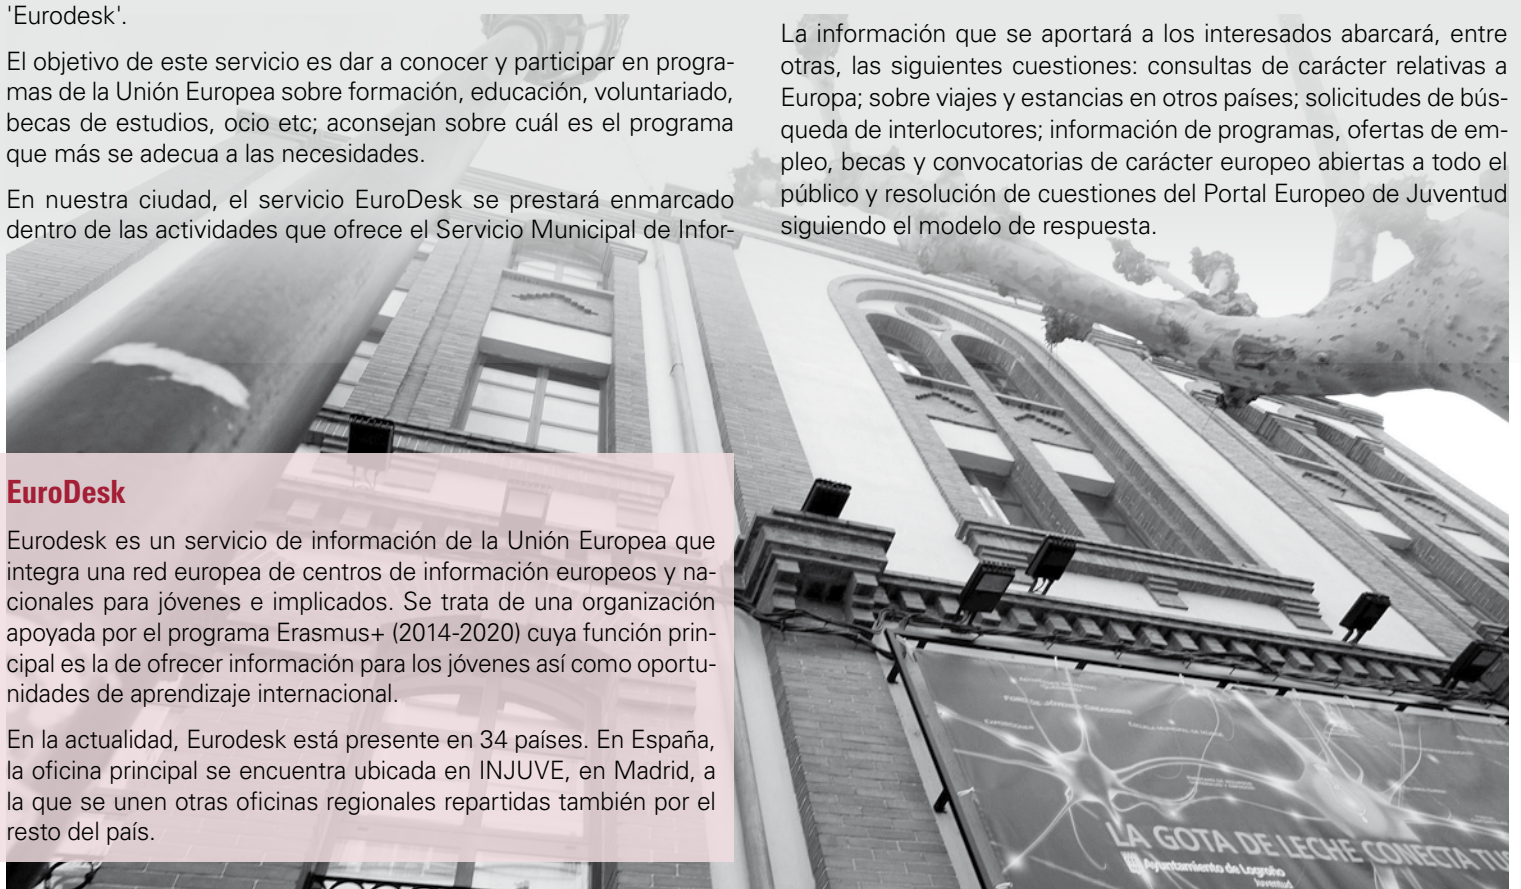 'Eurodesk'.
El objetivo de este servicio es dar a conocer y participar en progra-
mas de la Unión Europea sobre formación, educación, voluntariado,
becas de estudios, ocio etc; aconsejan sobre cuál es el programa
que más se adecua a las necesidades.
En nuestra ciudad, el servicio EuroDesk se prestará enmarcado
dentro de las actividades que ofrece el Servicio Municipal de Infor-
La información que se aportará a los interesados abarcará, entre
otras, las siguientes cuestiones: consultas de carácter relativas a
Europa; sobre viajes y estancias en otros países; solicitudes de bús-
queda de interlocutores; información de programas, ofertas de em-
pleo, becas y convocatorias de carácter europeo abiertas a todo el
público y resolución de cuestiones del Portal Europeo de Juventud
siguiendo el modelo de respuesta.
EuroDesk
Eurodesk es un servicio de información de la Unión Europea que
integra una red europea de centros de información europeos y na-
cionales para jóvenes e implicados. Se trata de una organización
apoyada por el programa Erasmus+ (2014-2020) cuya función prin-
cipal es la de ofrecer información para los jóvenes así como oportu-
nidades de aprendizaje internacional.
En la actualidad, Eurodesk está presente en 34 países. En España,
la oficina principal se encuentra ubicada en INJUVE, en Madrid, a
la que se unen otras oficinas regionales repartidas también por el
resto del país.
Foro de Jóvenes Creadores
Exposiciones
LA GOTA DE LECHE CONECTA TU
Ayuntamiento de Logroño
Juventud